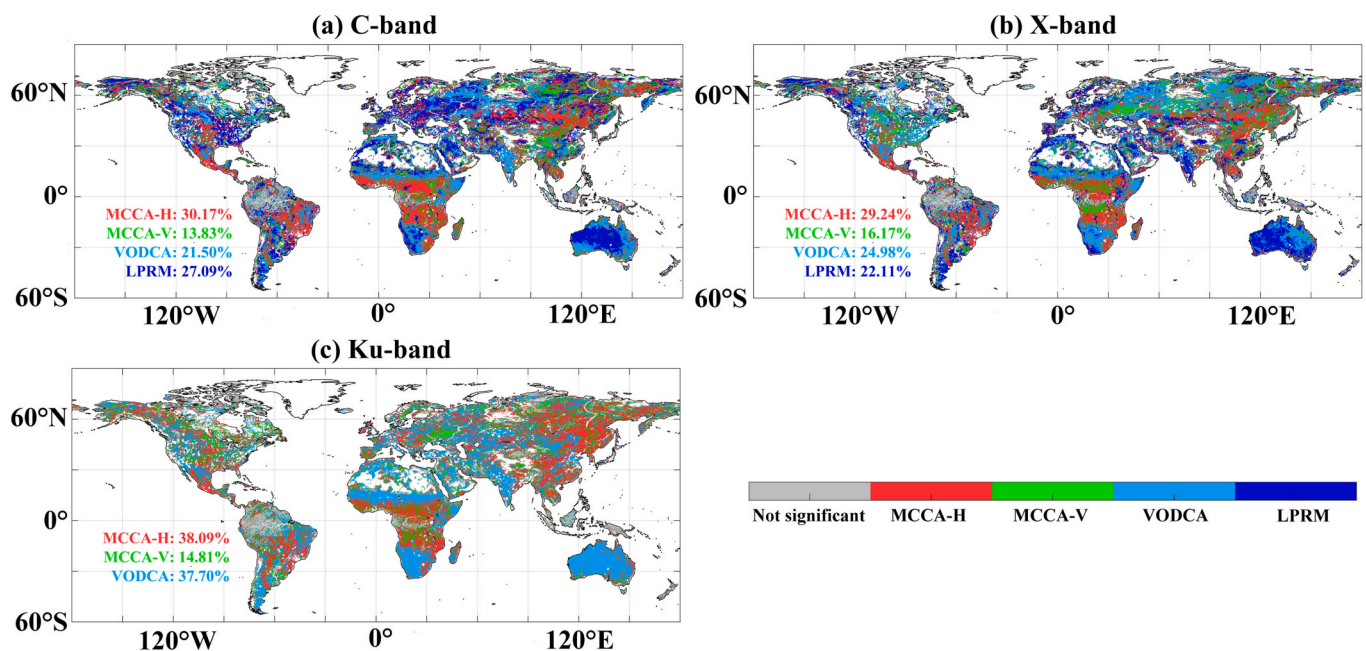 (a) C-band
(b) X-band
60°N
0°
60°S
MCCA-H: 30.17%
MCCA-V: 13.83%
VODCA: 21.50%
LPRM: 27.09%
120°W 0° 120°E
60°N
0°
60°S
MCCA-H: 29.24%
MCCA-V: 16.17%
VODCA: 24.98%
LPRM: 22.11%
120°W 0° 120°E
(c) Ku-band
60°N
0°
60°S
MCCA-H: 38.09%
MCCA-V: 14.81%
VODCA: 37.70%
120°W 0° 120°E
Not significant MCCA-H MCCA-V VODCA LPRM